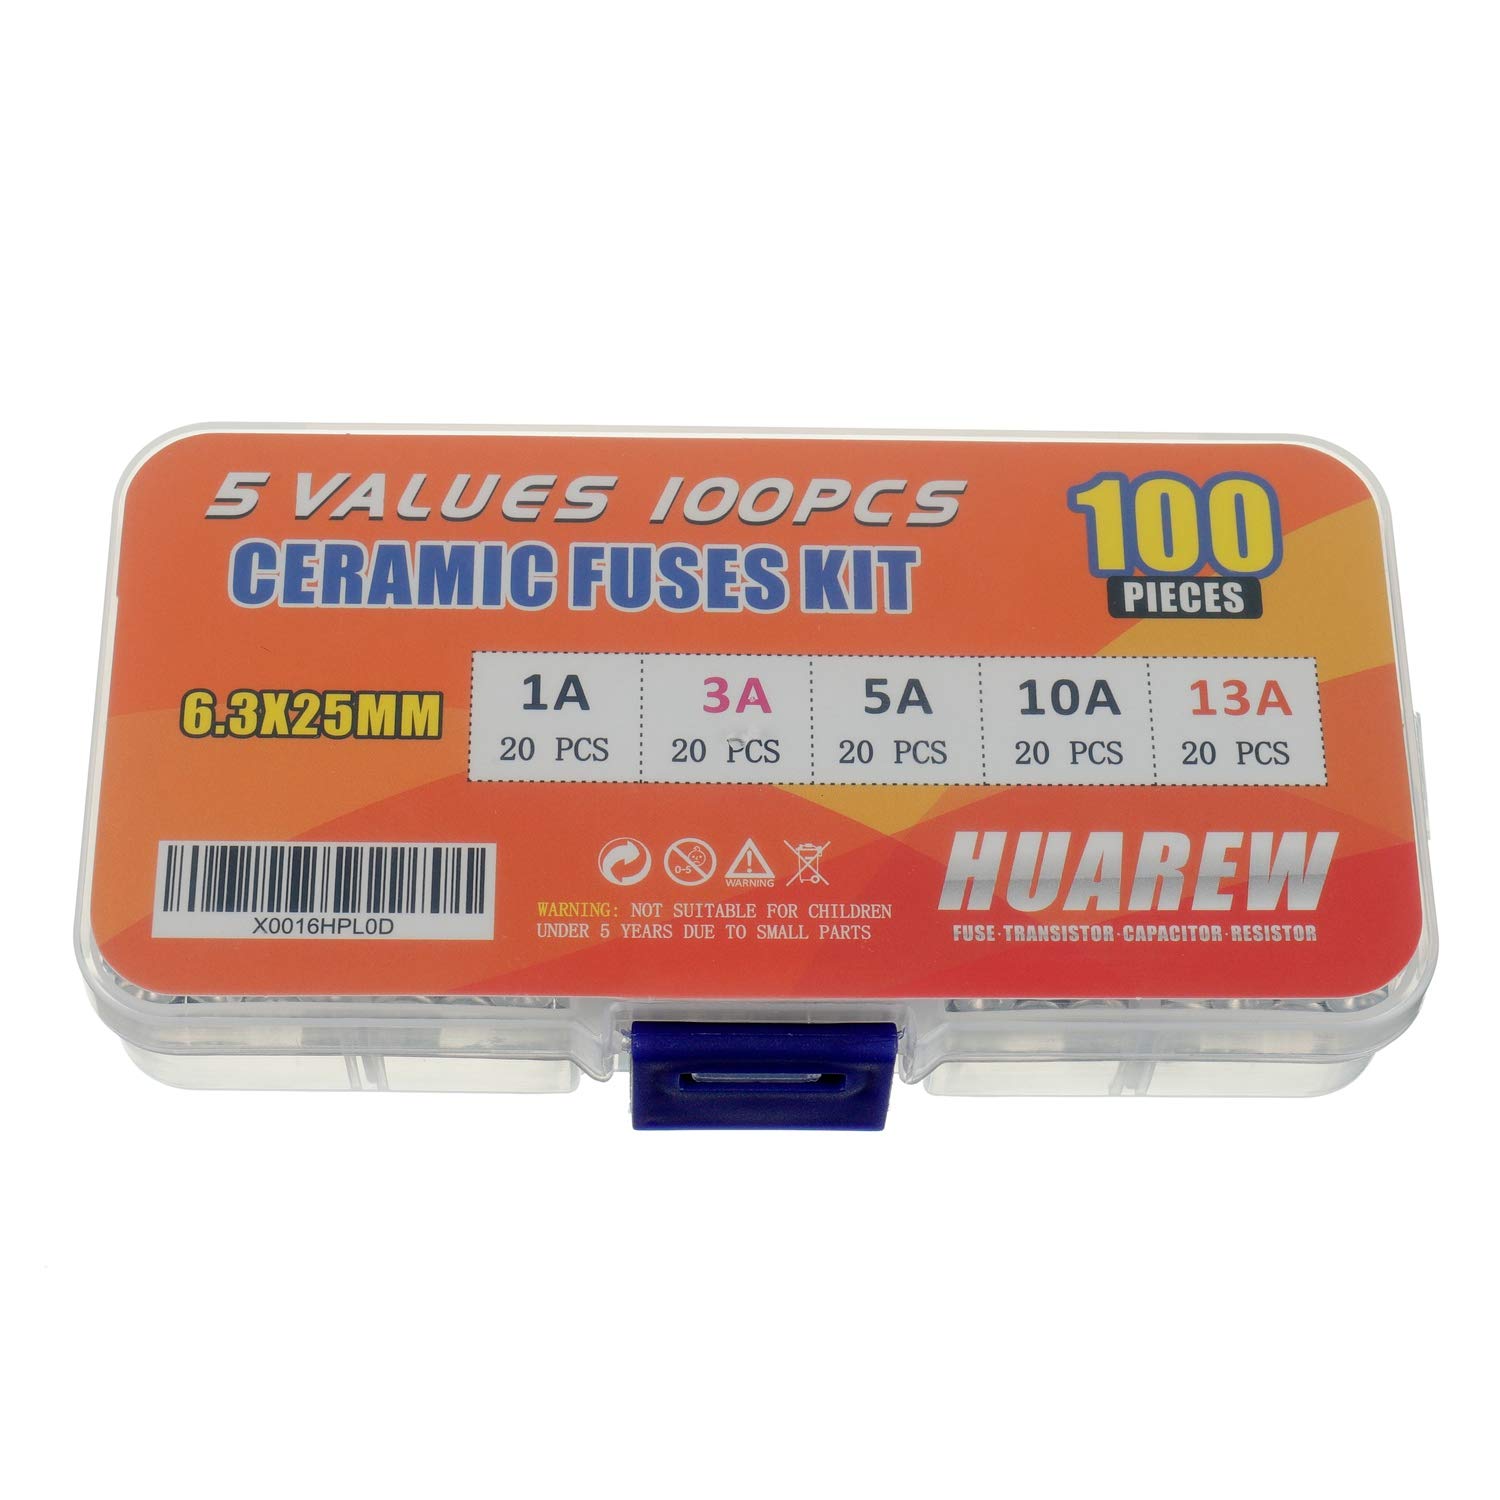 5 VALUES 100PCS
CERAMIC FUSES KIT
100
PIECES
6.3X25MM
1A 3A 5A 10A 13A
20 PCS 20 PCS 20 PCS 20 PCS 20 PCS
X0016HPL0D
0-5
WARNING
WARNING: NOT SUITABLE FOR CHILDREN
UNDER 5 YEARS DUE TO SMALL PARTS
HUAREW
FUSE·TRANSISTOR·CAPACITOR·RESISTOR